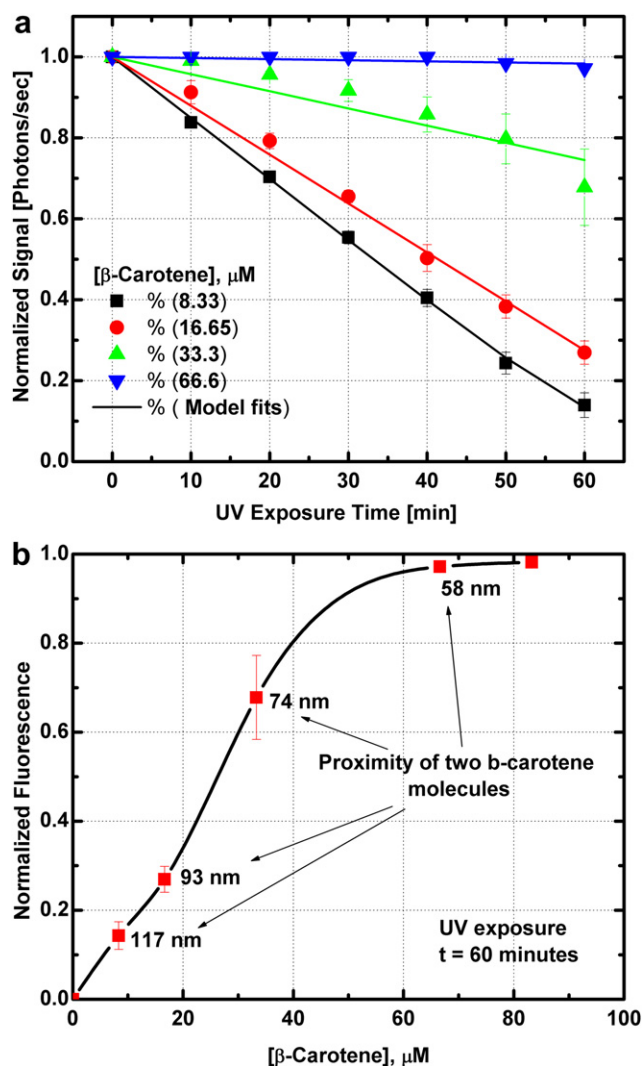 a
Normalized Signal [Photons/sec]
1.0
0.8
0.6
0.4
0.2
0.0
[β-Carotene], μM
% (8.33)
% (16.65)
% (33.3)
% (66.6)
% ( Model fits)
0 10 20 30 40 50 60
UV Exposure Time [min]
b
Normalized Fluorescence
1.0
0.8
0.6
0.4
0.2
0.0
58 nm
74 nm
Proximity of two b-carotene
molecules
93 nm
117 nm
UV exposure
t = 60 minutes
0 20 40 60 80 100
[β-Carotene], μM